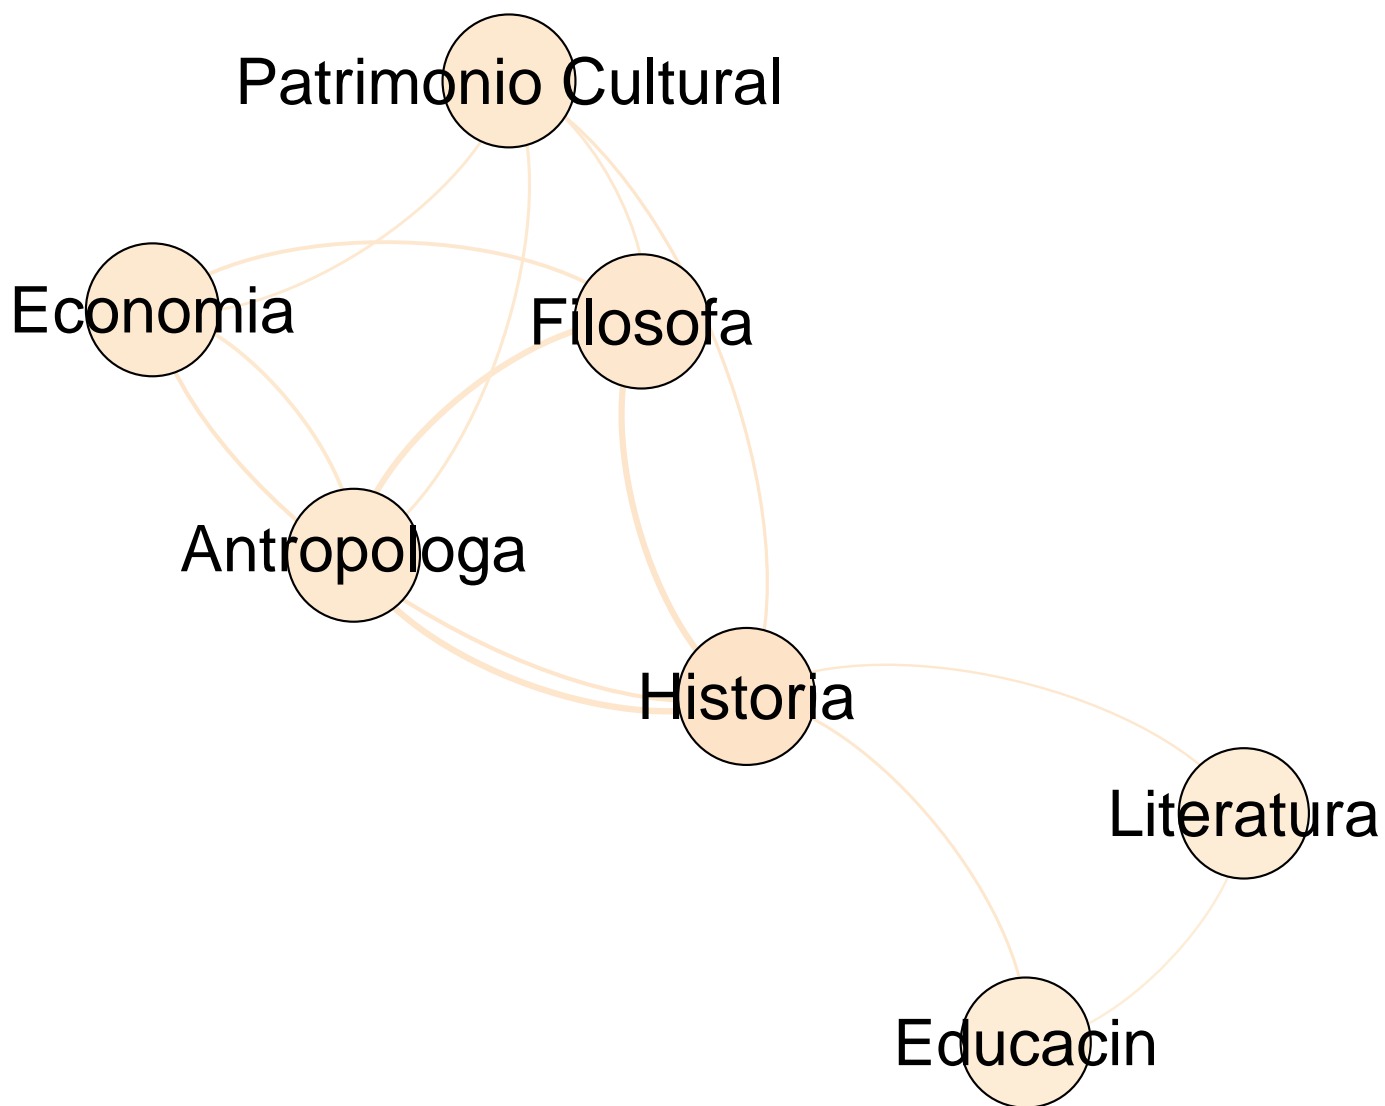 Patrimonio Cultural
Economia
Filosofa
Antropologa
Historia
Literatura
Educacin